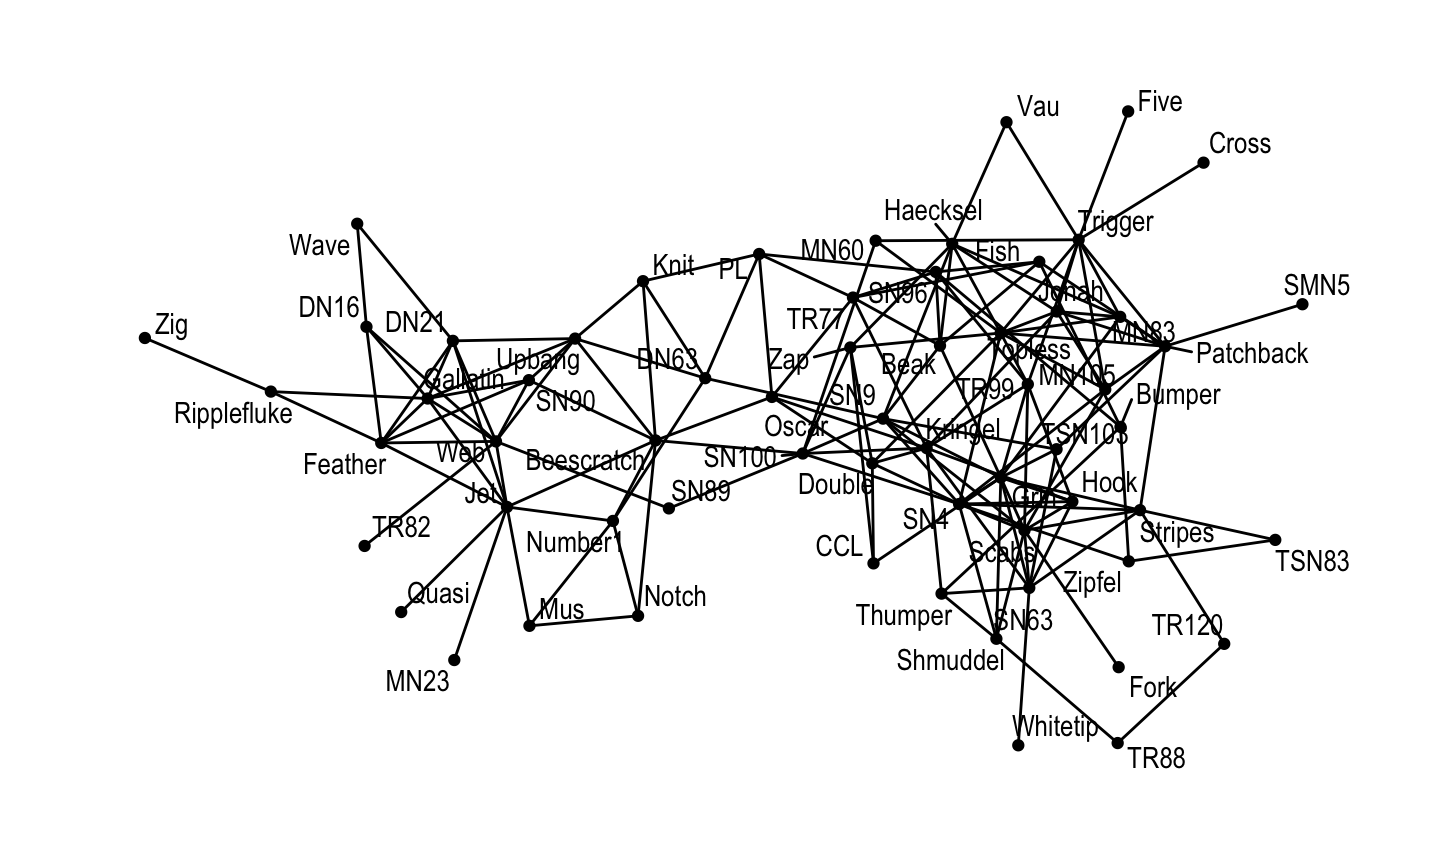 Vau
Five
Cross
Haecksel
Trigger
Wave
MN60
Fish
Knit
PL
SMN5
SN96
Jonah
DN16
DN21
Zig
TR77
MN83
Upbang
DN63
Zap
Beak
Topless
Patchback
Gallatin
SN90
SN9
TR99
MN105
Bumper
Ripplefluke
Oscar
Kringel
TSN103
Feather
Web
Boescratch
SN100
Double
Hook
Jet
SN89
Grin
TR82
Number1
SN4
Stripes
CCL
Scabs
TSN83
Quasi
Mus
Notch
Zipfel
Thumper
SN63
TR120
Shmuddel
MN23
Fork
Whitetip
TR88